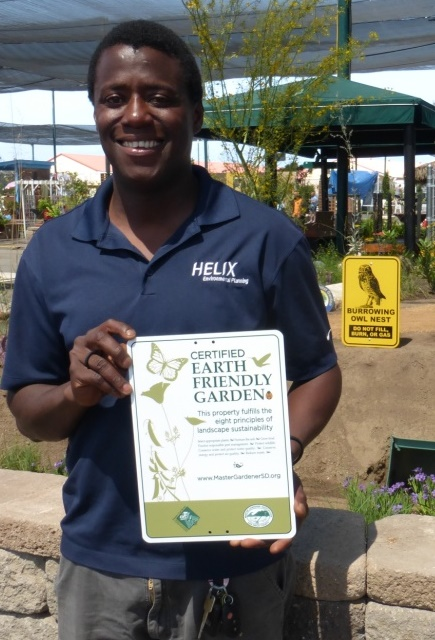 HELIX
Environmental Planning
BURROWING
OWL NEST
DO NOT FILL,
BURN, OR GAS
CERTIFIED
EARTH
FRIENDLY
GARDEN
This property fulfills the
eight principles of
landscape sustainability
www.MasterGardenerSD.org